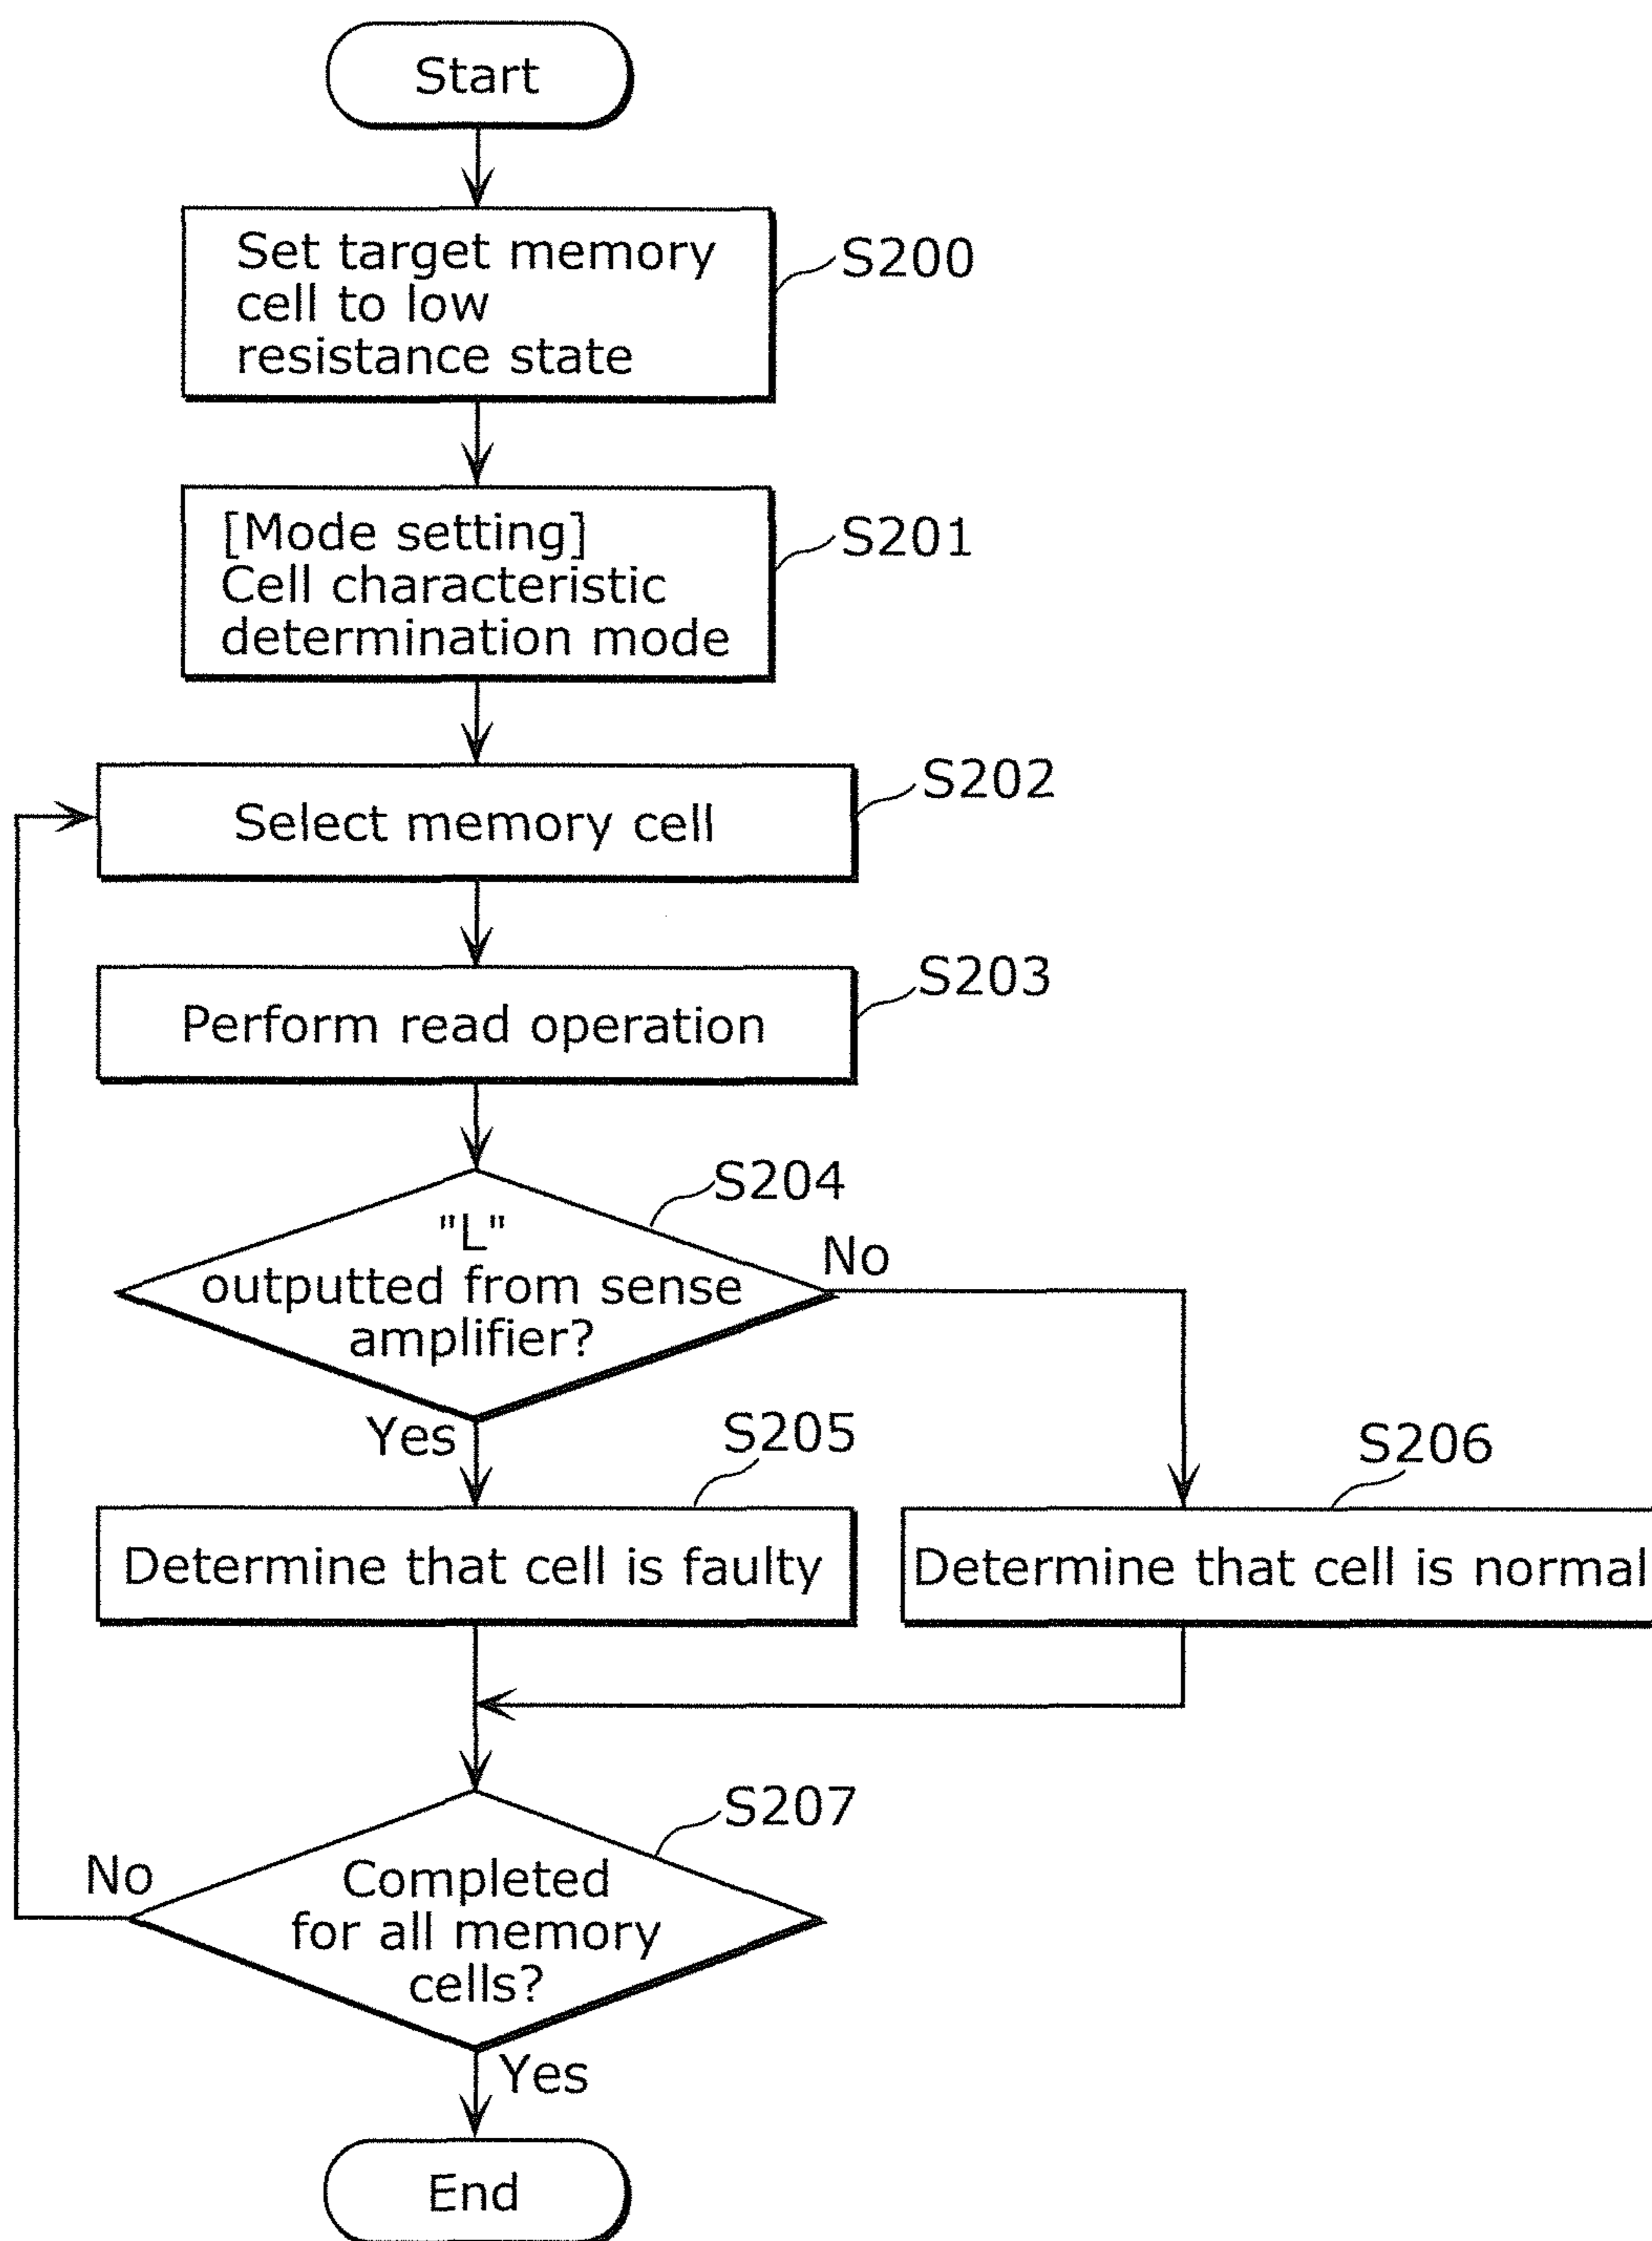 Start
Set target memory
cell to low
resistance state
S200
[Mode setting]
Cell characteristic
determination mode
S201
Select memory cell
S202
Perform read operation
S203
"L"
outputted from sense
amplifier?
S204
No
Yes
S205
S206
Determine that cell is faulty
Determine that cell is normal
S207
No
Completed
for all memory
cells?
Yes
End